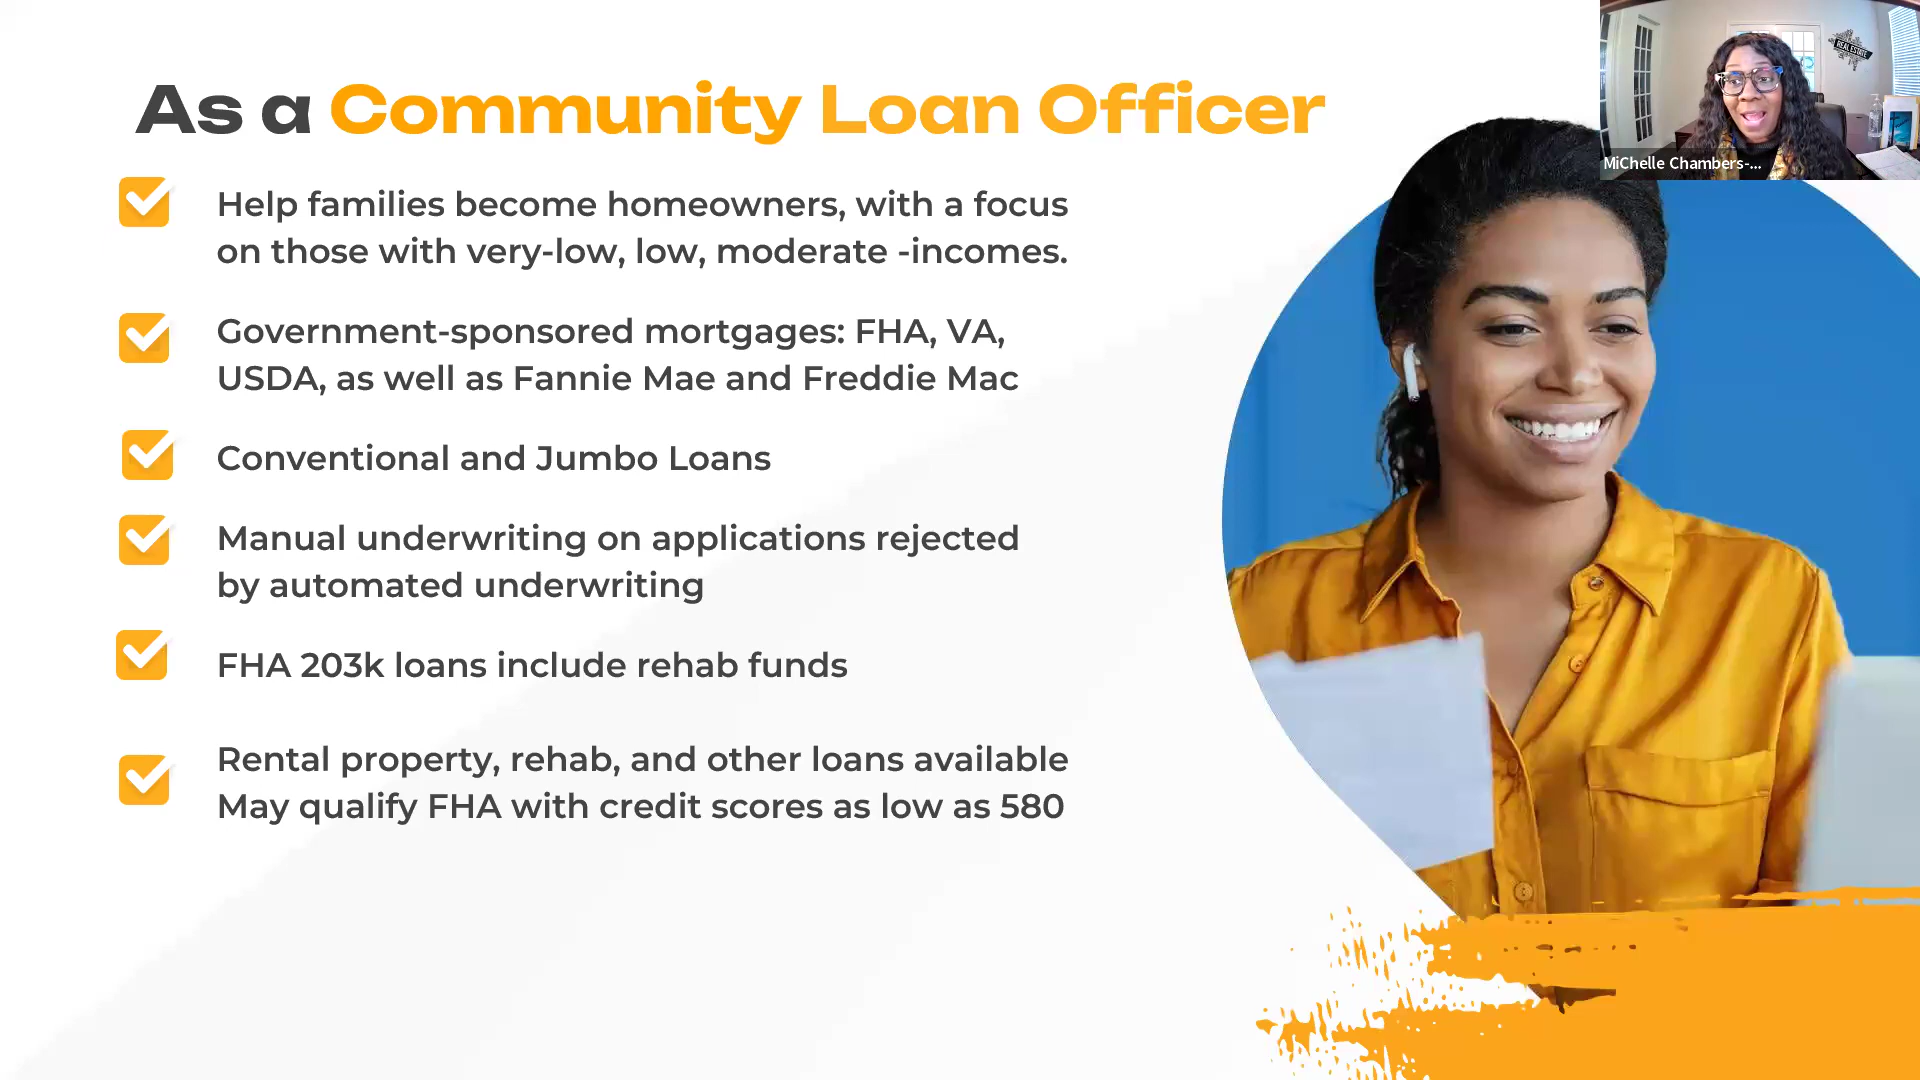 As a Community Loan Officer
Help families become homeowners, with a focus
on those with very-low, low, moderate -incomes.
Government-sponsored mortgages: FHA, VA,
USDA, as well as Fannie Mae and Freddie Mac
Conventional and Jumbo Loans
Manual underwriting on applications rejected
by automated underwriting
FHA 203k loans include rehab funds
Rental property, rehab, and other loans available
May qualify FHA with credit scores as low as 580
REAL ESTATE
MiChelle Chambers-...